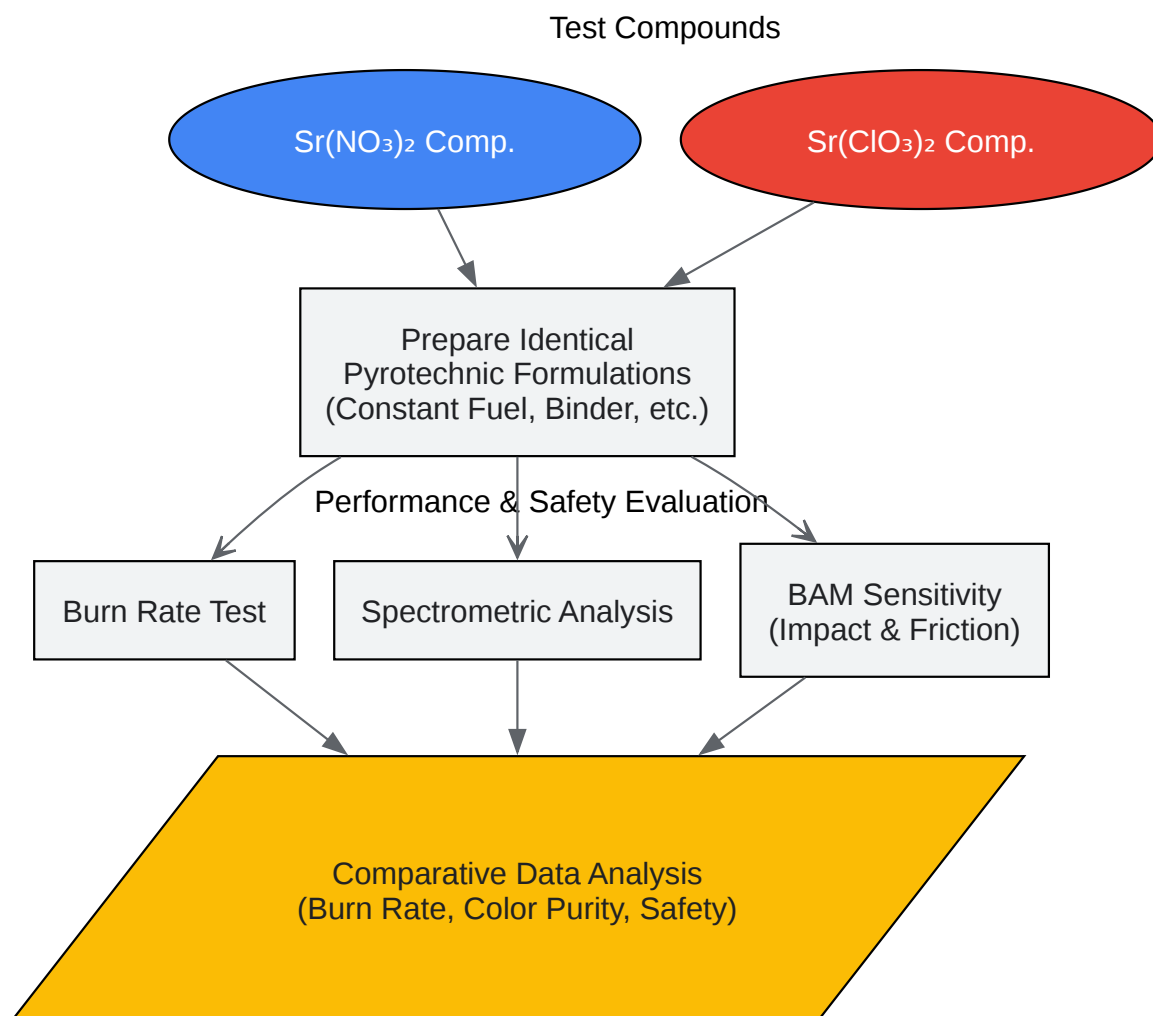 Test Compounds
Sr(NO₃)₂ Comp.
Sr(ClO₃)₂ Comp.
Prepare Identical
Pyrotechnic Formulations
(Constant Fuel, Binder, etc.)
Performance & Safety Evaluation
Burn Rate Test
Spectrometric Analysis
BAM Sensitivity
(Impact & Friction)
Comparative Data Analysis
(Burn Rate, Color Purity, Safety)